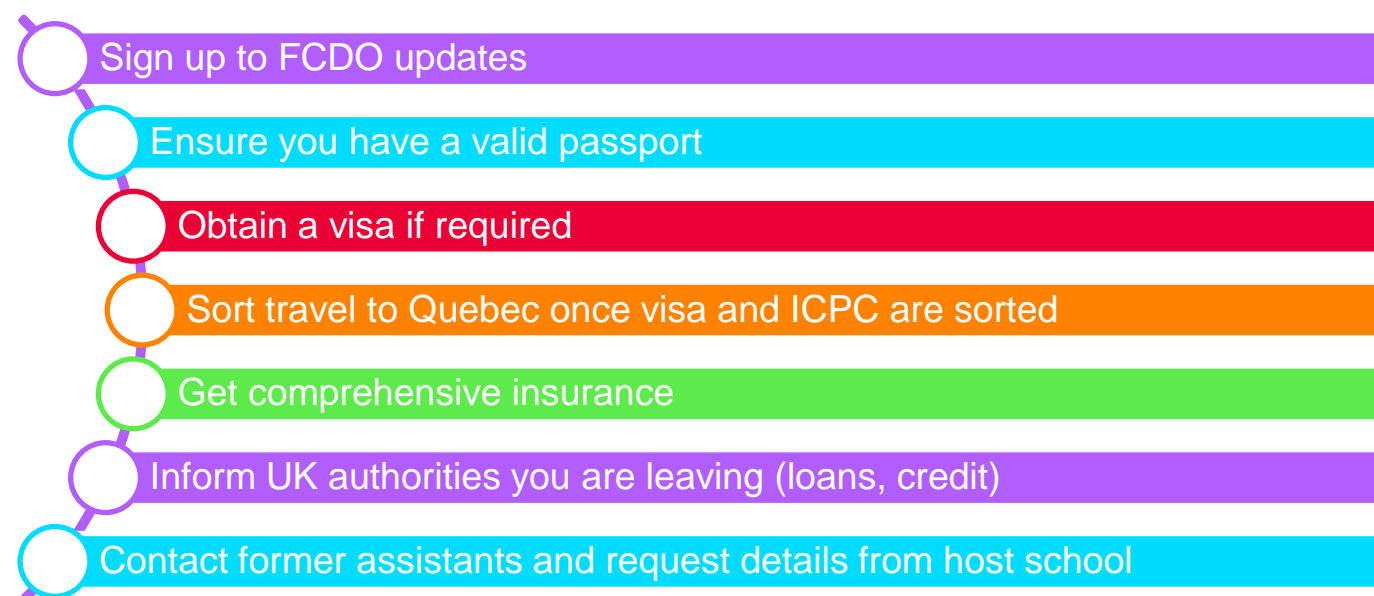 Sign up to FCDO updates
Ensure you have a valid passport
Obtain a visa if required
Sort travel to Quebec once visa and ICPC are sorted
Get comprehensive insurance
Inform UK authorities you are leaving (loans, credit)
Contact former assistants and request details from host school